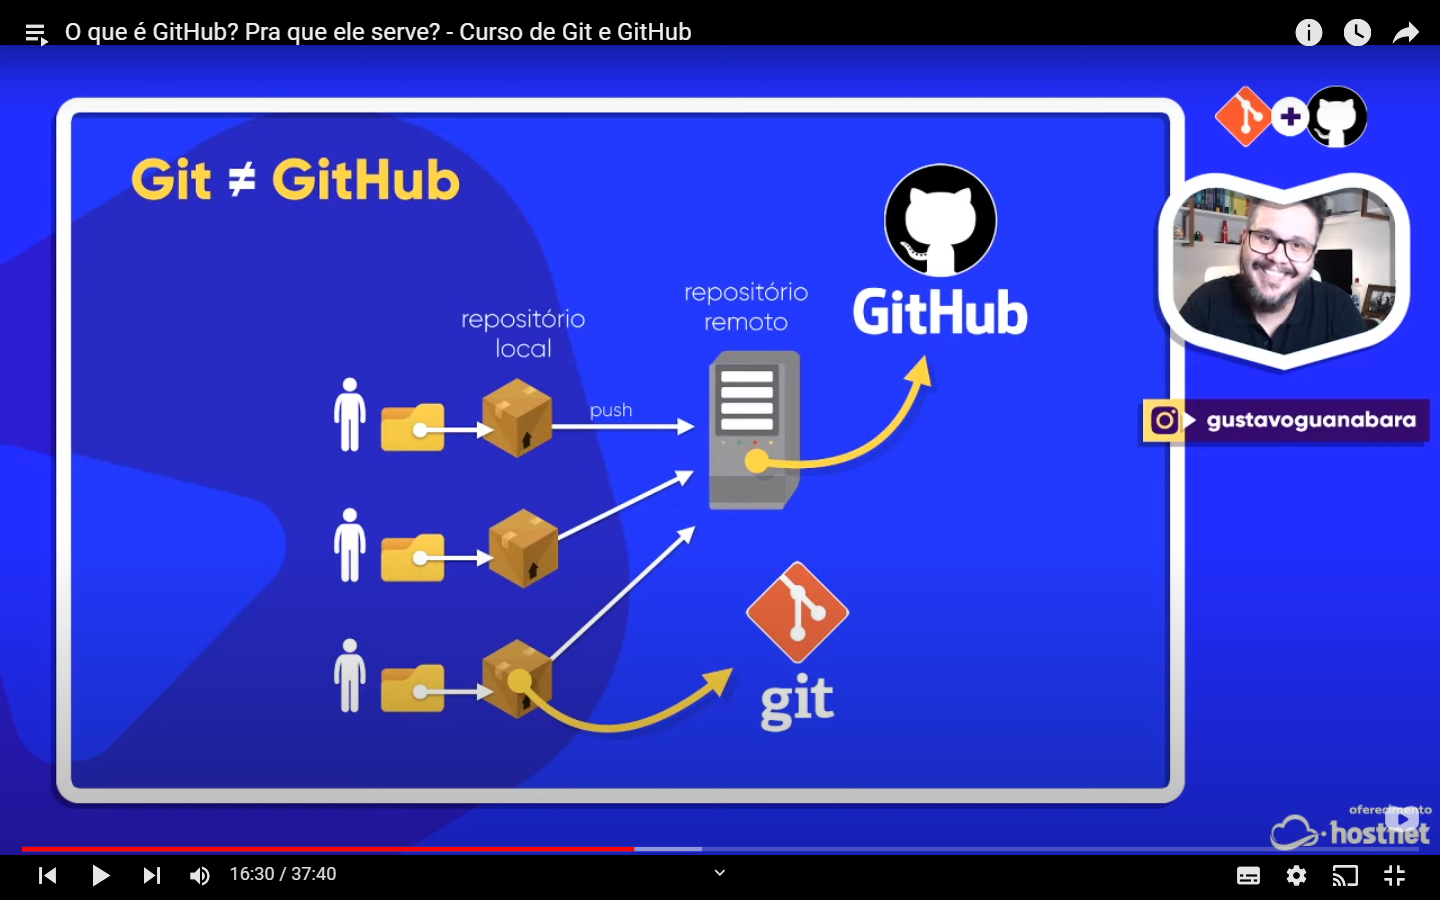 O que é GitHub? Pra que ele serve? - Curso de Git e GitHub
Git ≠ GitHub
GitHub
repositório
remoto
repositório
local
push
gustavoguanabara
git
oferecimento
hostnet
16:30 / 37:40